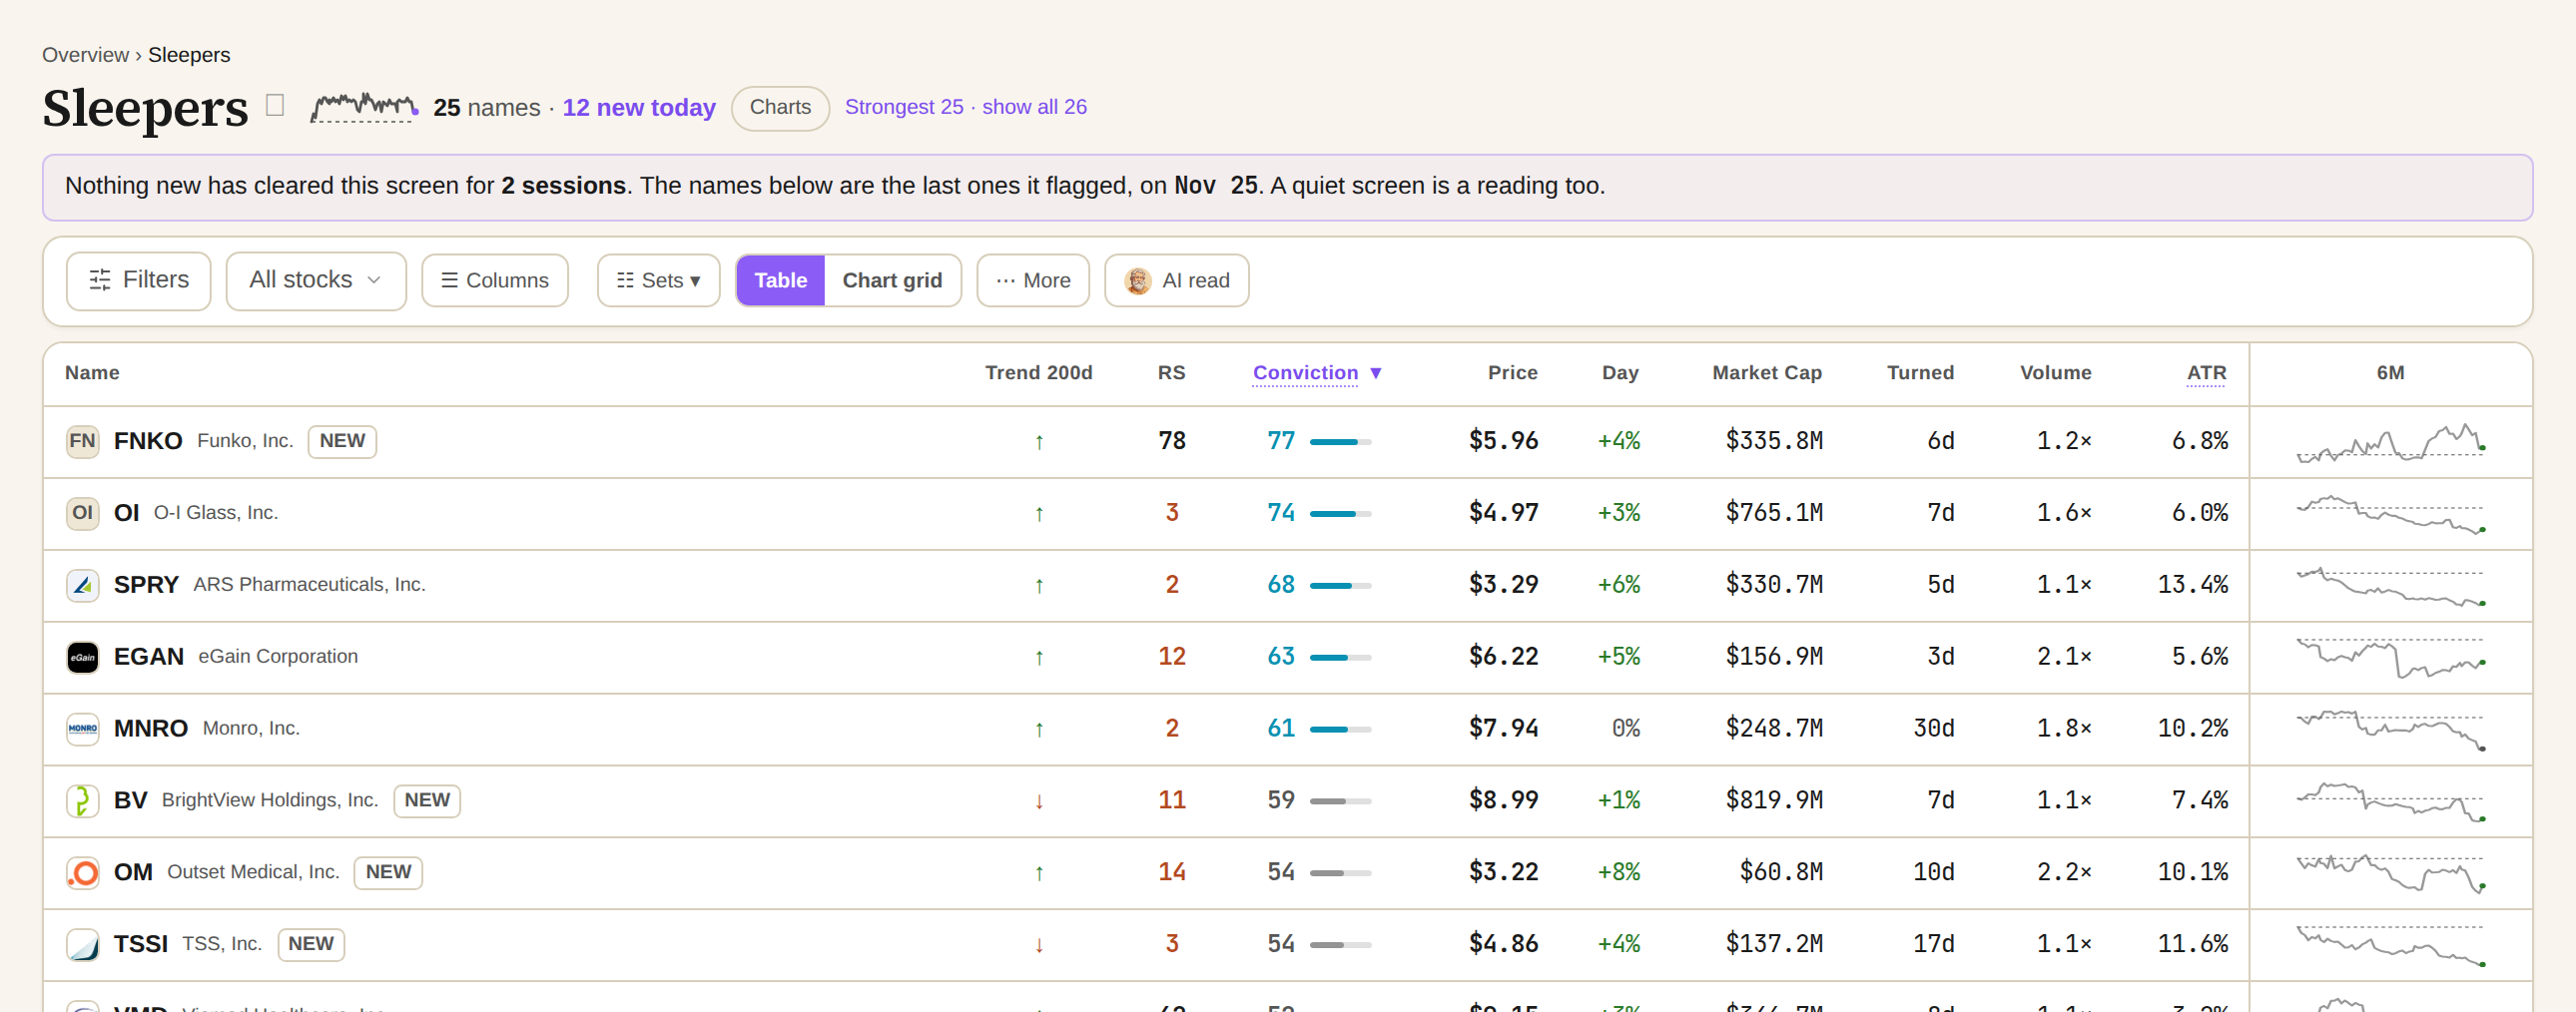 Overview › Sleepers
Sleepers 25 names · 12 new today Charts Strongest 25 · show all 26
Nothing new has cleared this screen for 2 sessions. The names below are the last ones it flagged, on Nov 25. A quiet screen is a reading too.
Filters All stocks Columns Sets ▾ Table Chart grid ⋯ More AI read
Name Trend 200d RS Conviction ▼ Price Day Market Cap Turned Volume ATR 6M
FN FNKO Funko, Inc. NEW ↑ 78 77 $5.96 +4% $335.8M 6d 1.2× 6.8%
OI OI O-I Glass, Inc. ↑ 3 74 $4.97 +3% $765.1M 7d 1.6× 6.0%
SPRY ARS Pharmaceuticals, Inc. ↑ 2 68 $3.29 +6% $330.7M 5d 1.1× 13.4%
eGain EGAN eGain Corporation ↑ 12 63 $6.22 +5% $156.9M 3d 2.1× 5.6%
MONRO MNRO Monro, Inc. ↑ 2 61 $7.94 0% $248.7M 30d 1.8× 10.2%
BV BrightView Holdings, Inc. NEW ↓ 11 59 $8.99 +1% $819.9M 7d 1.1× 7.4%
OM Outset Medical, Inc. NEW ↑ 14 54 $3.22 +8% $60.8M 10d 2.2× 10.1%
TSSI TSS, Inc. NEW ↓ 3 54 $4.86 +4% $137.2M 17d 1.1× 11.6%